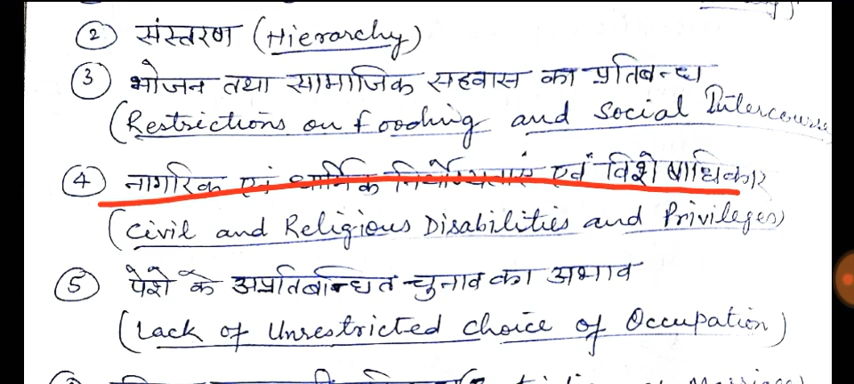 ② संस्तरण (Hierarchy)
③ भोजन तथा सामाजिक सहवास का प्रतिबन्ध
(Restrictions on fooding and Social Intercourse
④ नागरिक एवं धार्मिक निर्योग्यताएं एवं विशेषाधिकार
(Civil and Religious Disabilities and Privileges)
⑤ पेशे के अप्रतिबन्धित चुनाव का अभाव
(Lack of Unrestricted choice of Occupation)